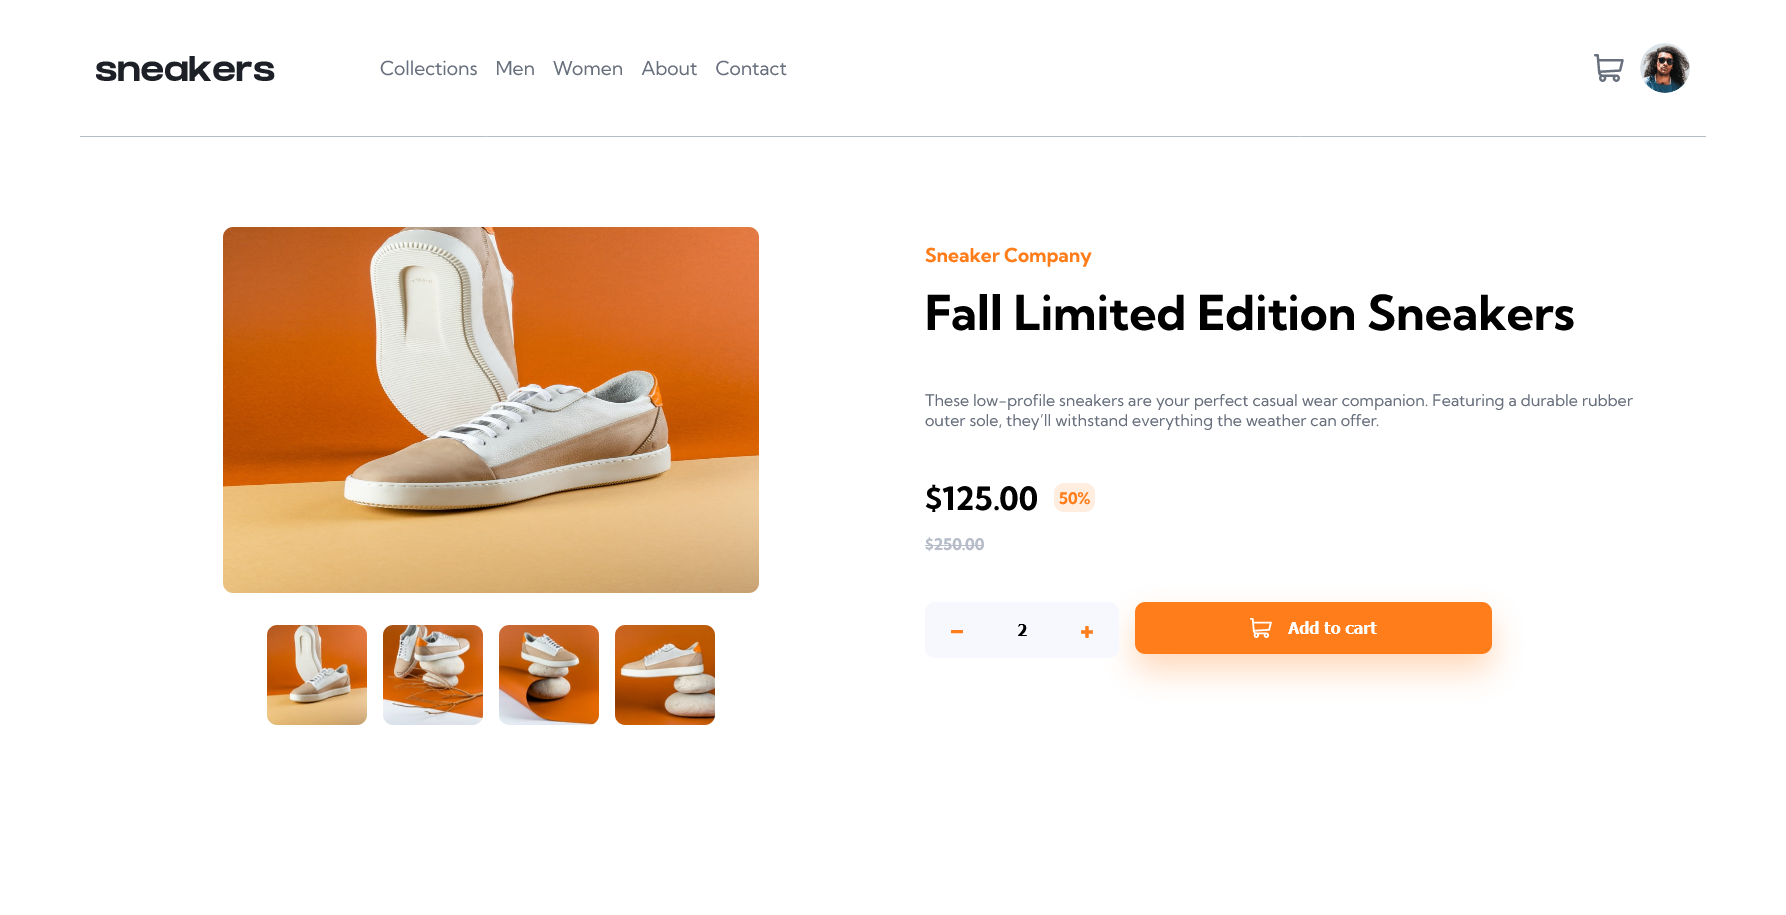 sneakers
Collections Men Women About Contact
Sneaker Company
Fall Limited Edition Sneakers
These low-profile sneakers are your perfect casual wear companion. Featuring a durable rubber
outer sole, they’ll withstand everything the weather can offer.
$125.00 50%
$250.00
2
Add to cart